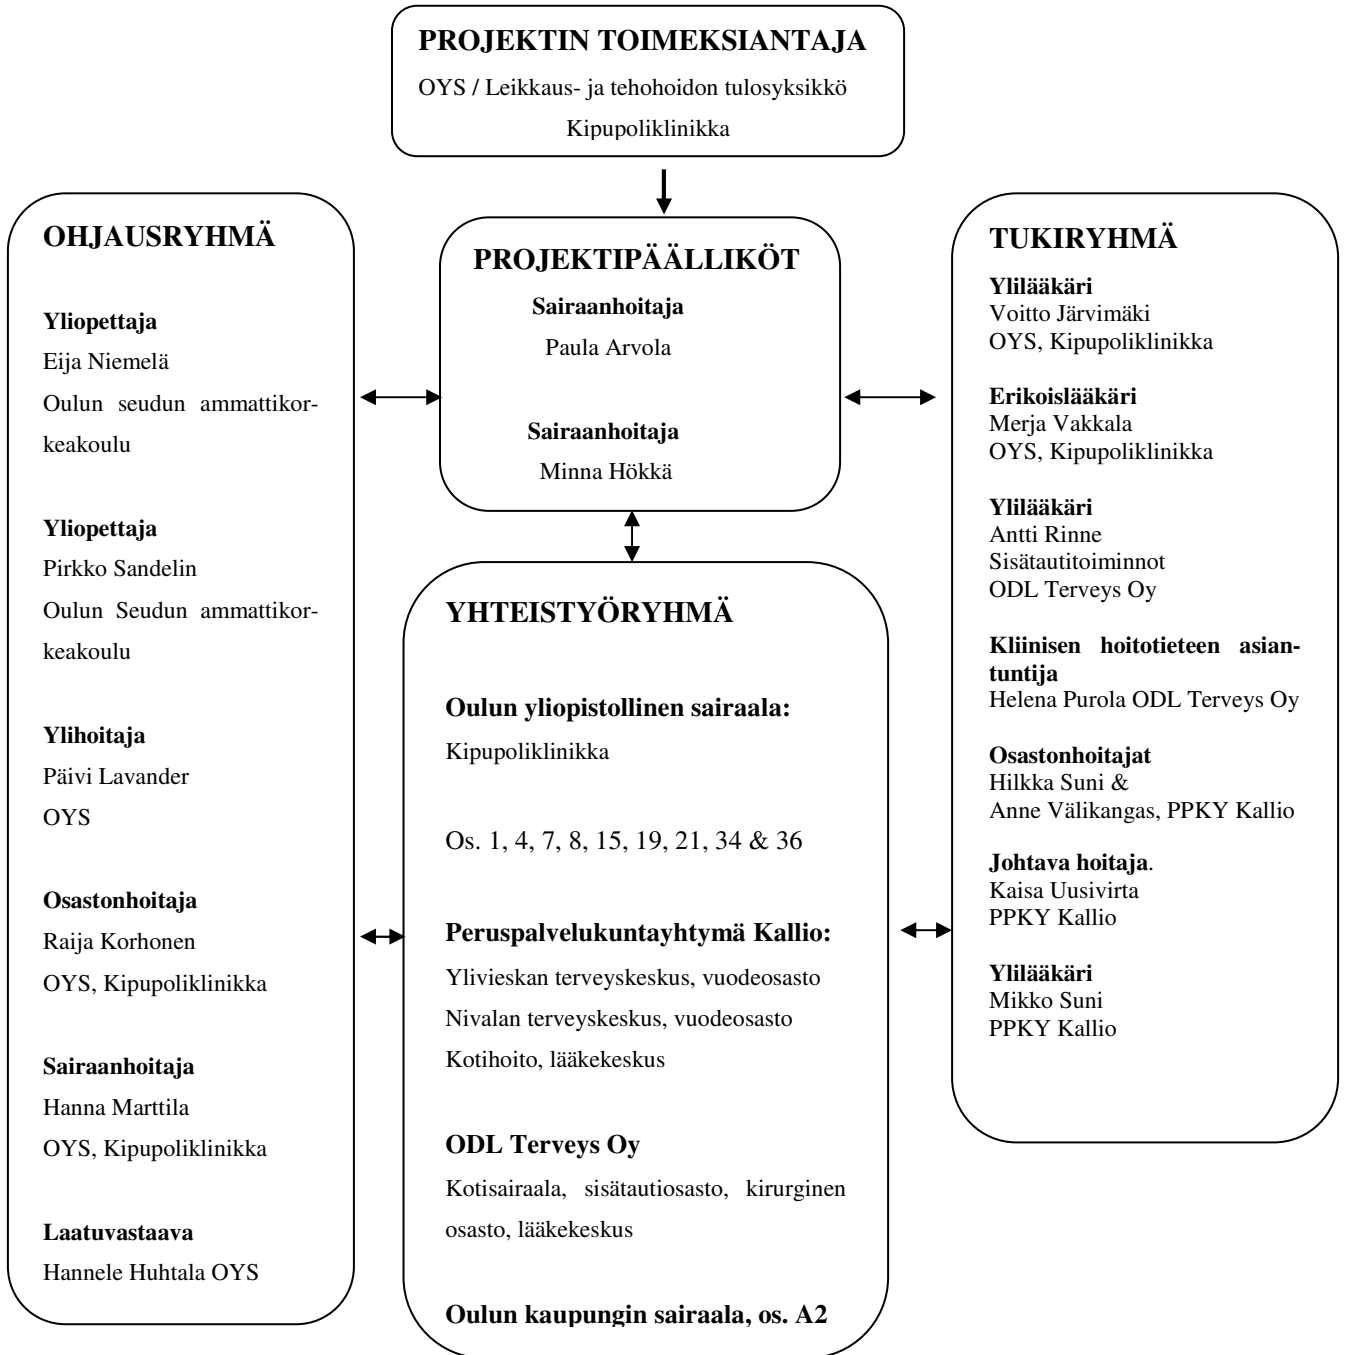 PROJEKTIN TOIMEKSIANTAJA
OYS / Leikkaus- ja tehohoidon tulosyksikkö
Kipupoliklinikka
OHJAUSRYHMÄ
Yliopettaja
Eija Niemelä
Oulun seudun ammattikor-
keakoulu
Yliopettaja
Pirkko Sandelin
Oulun Seudun ammattikor-
keakoulu
Ylihoitaja
Päivi Lavander
OYS
Osastonhoitaja
Raija Korhonen
OYS, Kipupoliklinikka
Sairaanhoitaja
Hanna Marttila
OYS, Kipupoliklinikka
Laatuvastaava
Hannele Huhtala OYS
PROJEKTIPÄÄLLIKÖT
Sairaanhoitaja
Paula Arvola
Sairaanhoitaja
Minna Hökkä
YHTEISTYÖRYHMÄ
Oulun yliopistollinen sairaala:
Kipupoliklinikka
Os. 1, 4, 7, 8, 15, 19, 21, 34 & 36
Peruspalvelukuntayhtymä Kallio:
Ylivieskan terveyskeskus, vuodeosasto
Nivalan terveyskeskus, vuodeosasto
Kotihoito, lääkekeskus
ODL Terveys Oy
Kotisairaala, sisätautiosasto, kirurginen
osasto, lääkekeskus
Oulun kaupungin sairaala, os. A2
TUKIRYHMÄ
Ylilääkäri
Voitto Järvimäki
OYS, Kipupoliklinikka
Erikoislääkäri
Merja Vakkala
OYS, Kipupoliklinikka
Ylilääkäri
Antti Rinne
Sisätautitoiminnot
ODL Terveys Oy
Kliinisen hoitotieteen asian-
tuntija
Helena Purola ODL Terveys Oy
Osastonhoitajat
Hilkka Suni &
Anne Välikangas, PPKY Kallio
Johtava hoitaja.
Kaisa Uusivirta
PPKY Kallio
Ylilääkäri
Mikko Suni
PPKY Kallio